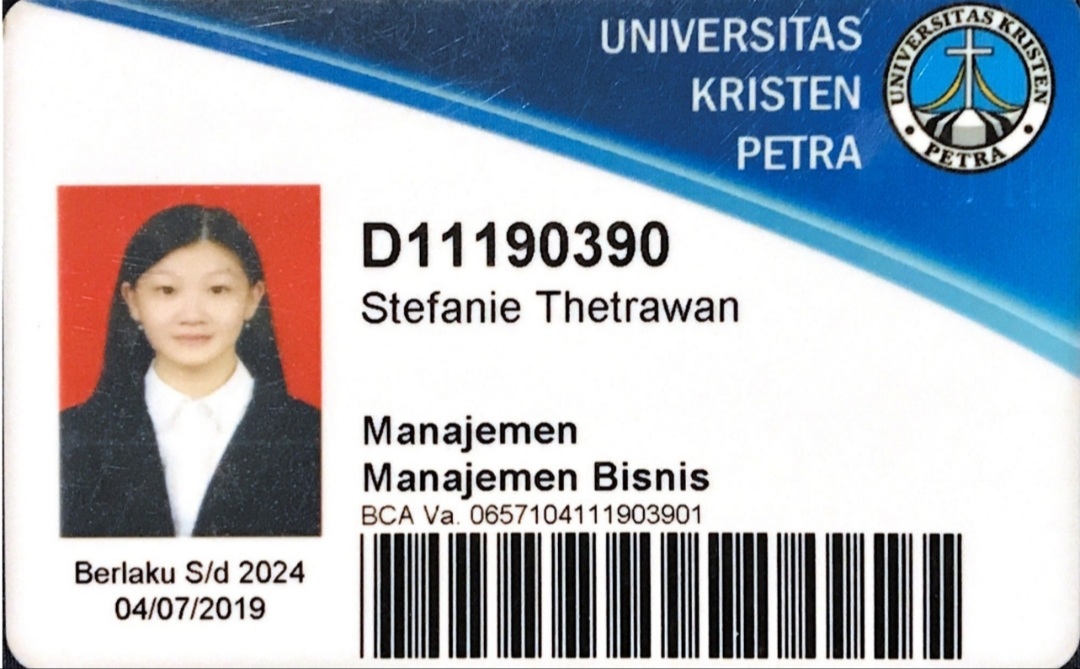 UNIVERSITAS
KRISTEN
PETRA
UNIVERSITAS KRISTEN
PETRA
D11190390
Stefanie Thetrawan
Manajemen
Manajemen Bisnis
BCA Va. 0657104111903901
Berlaku S/d 2024
04/07/2019